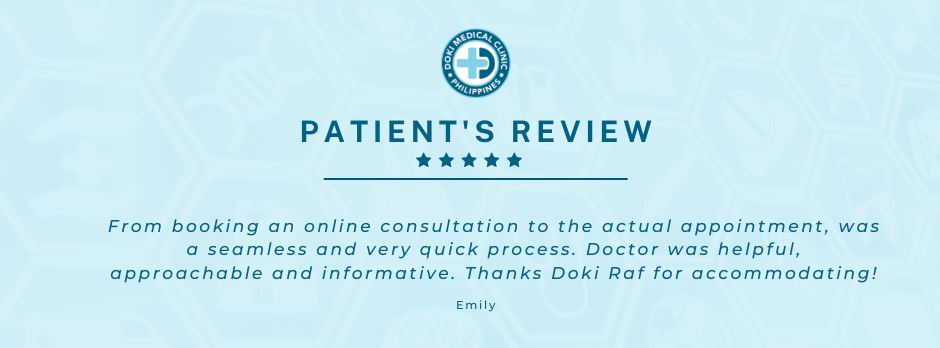 DOKI MEDICAL CLINIC
PHILIPPINES
PATIENT'S REVIEW
From booking an online consultation to the actual appointment, was
a seamless and very quick process. Doctor was helpful,
approachable and informative. Thanks Doki Raf for accommodating!
Emily